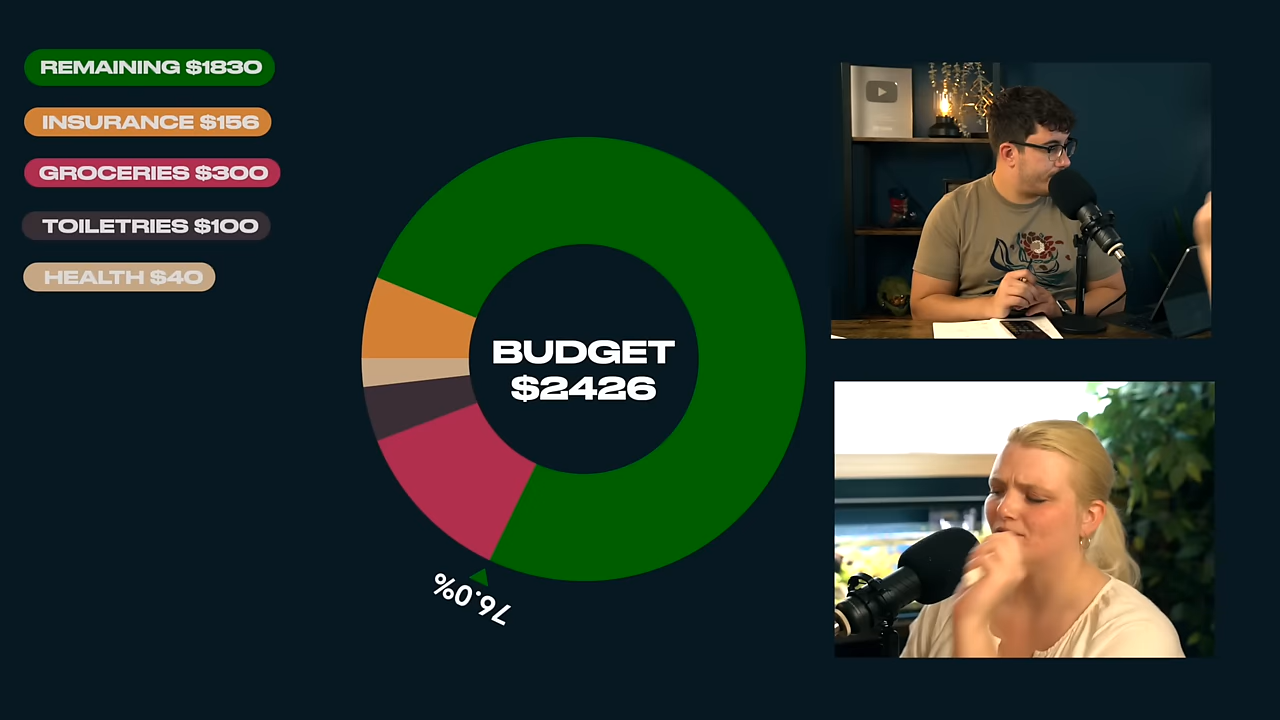 REMAINING $1830
INSURANCE $156
GROCERIES $300
TOILETRIES $100
HEALTH $40
BUDGET
$2426
76.0%